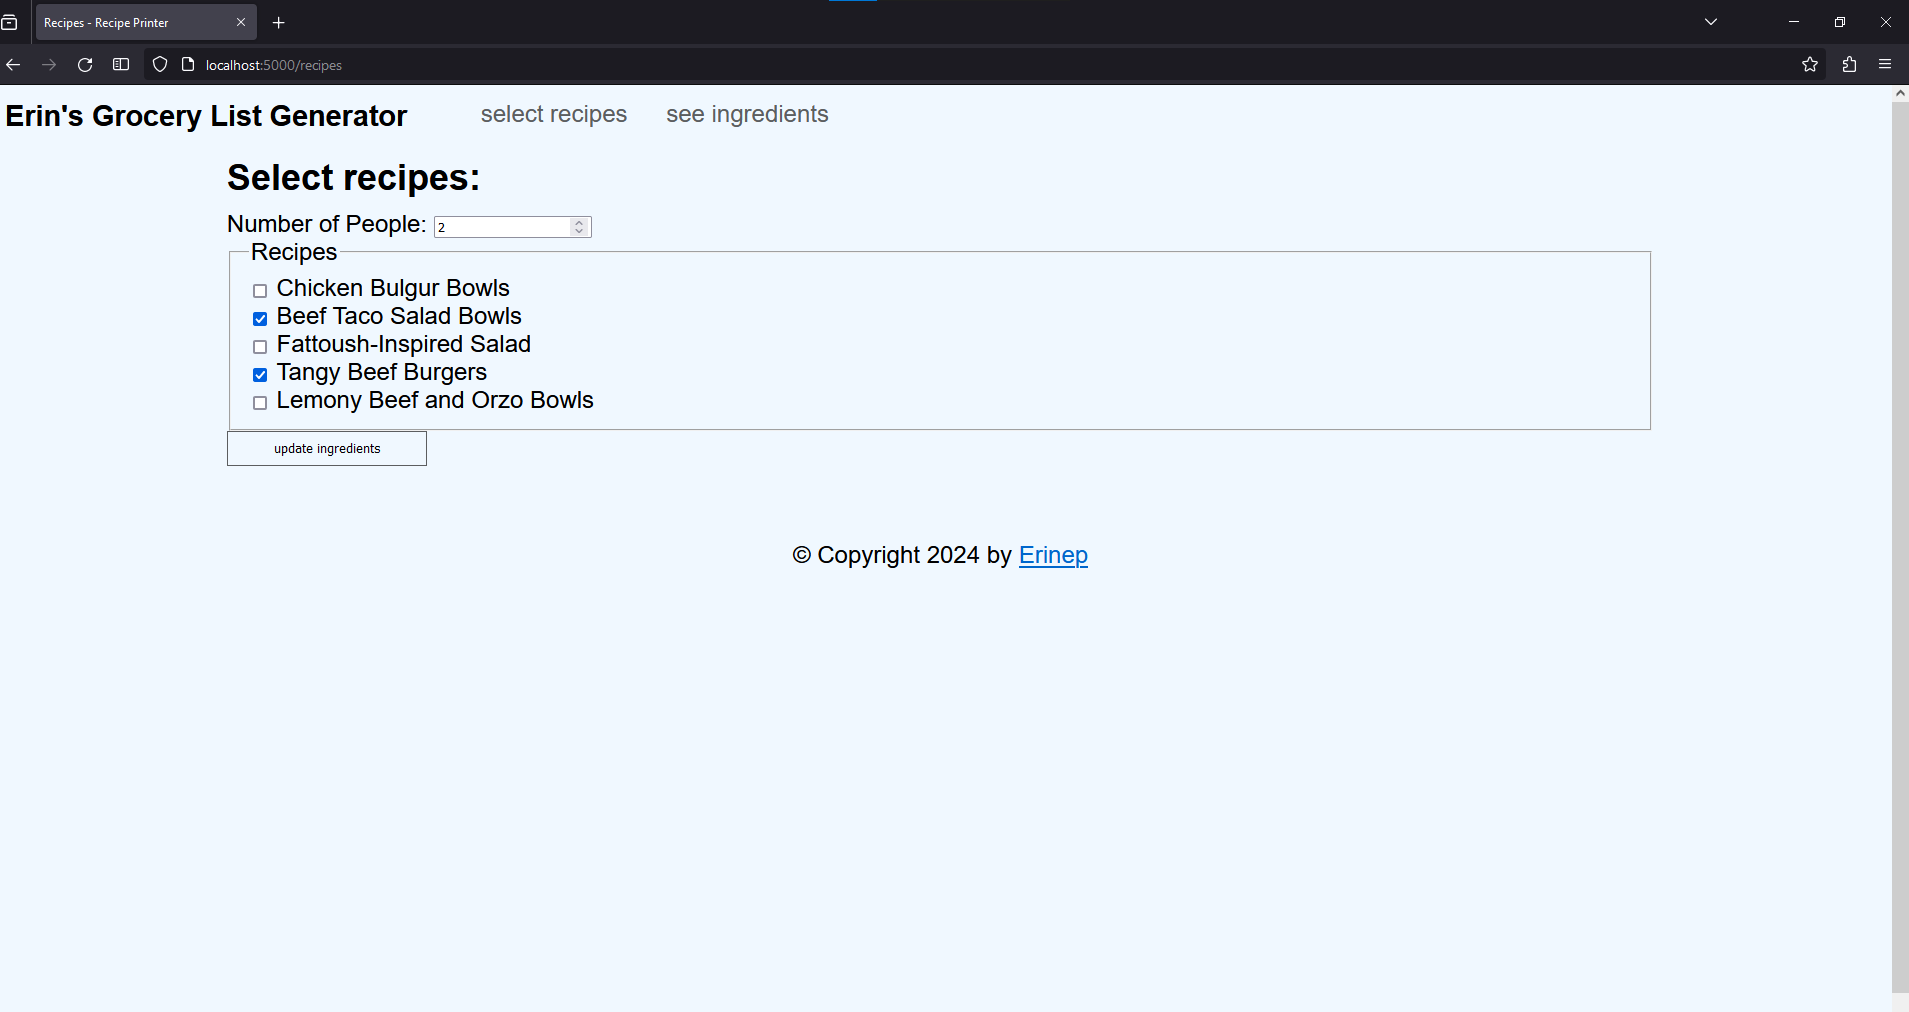 Recipes - Recipe Printer
localhost:5000/recipes
Erin's Grocery List Generator select recipes see ingredients
Select recipes:
Number of People: 2
Recipes
Chicken Bulgur Bowls
Beef Taco Salad Bowls
Fattoush-Inspired Salad
Tangy Beef Burgers
Lemony Beef and Orzo Bowls
update ingredients
© Copyright 2024 by Erinep